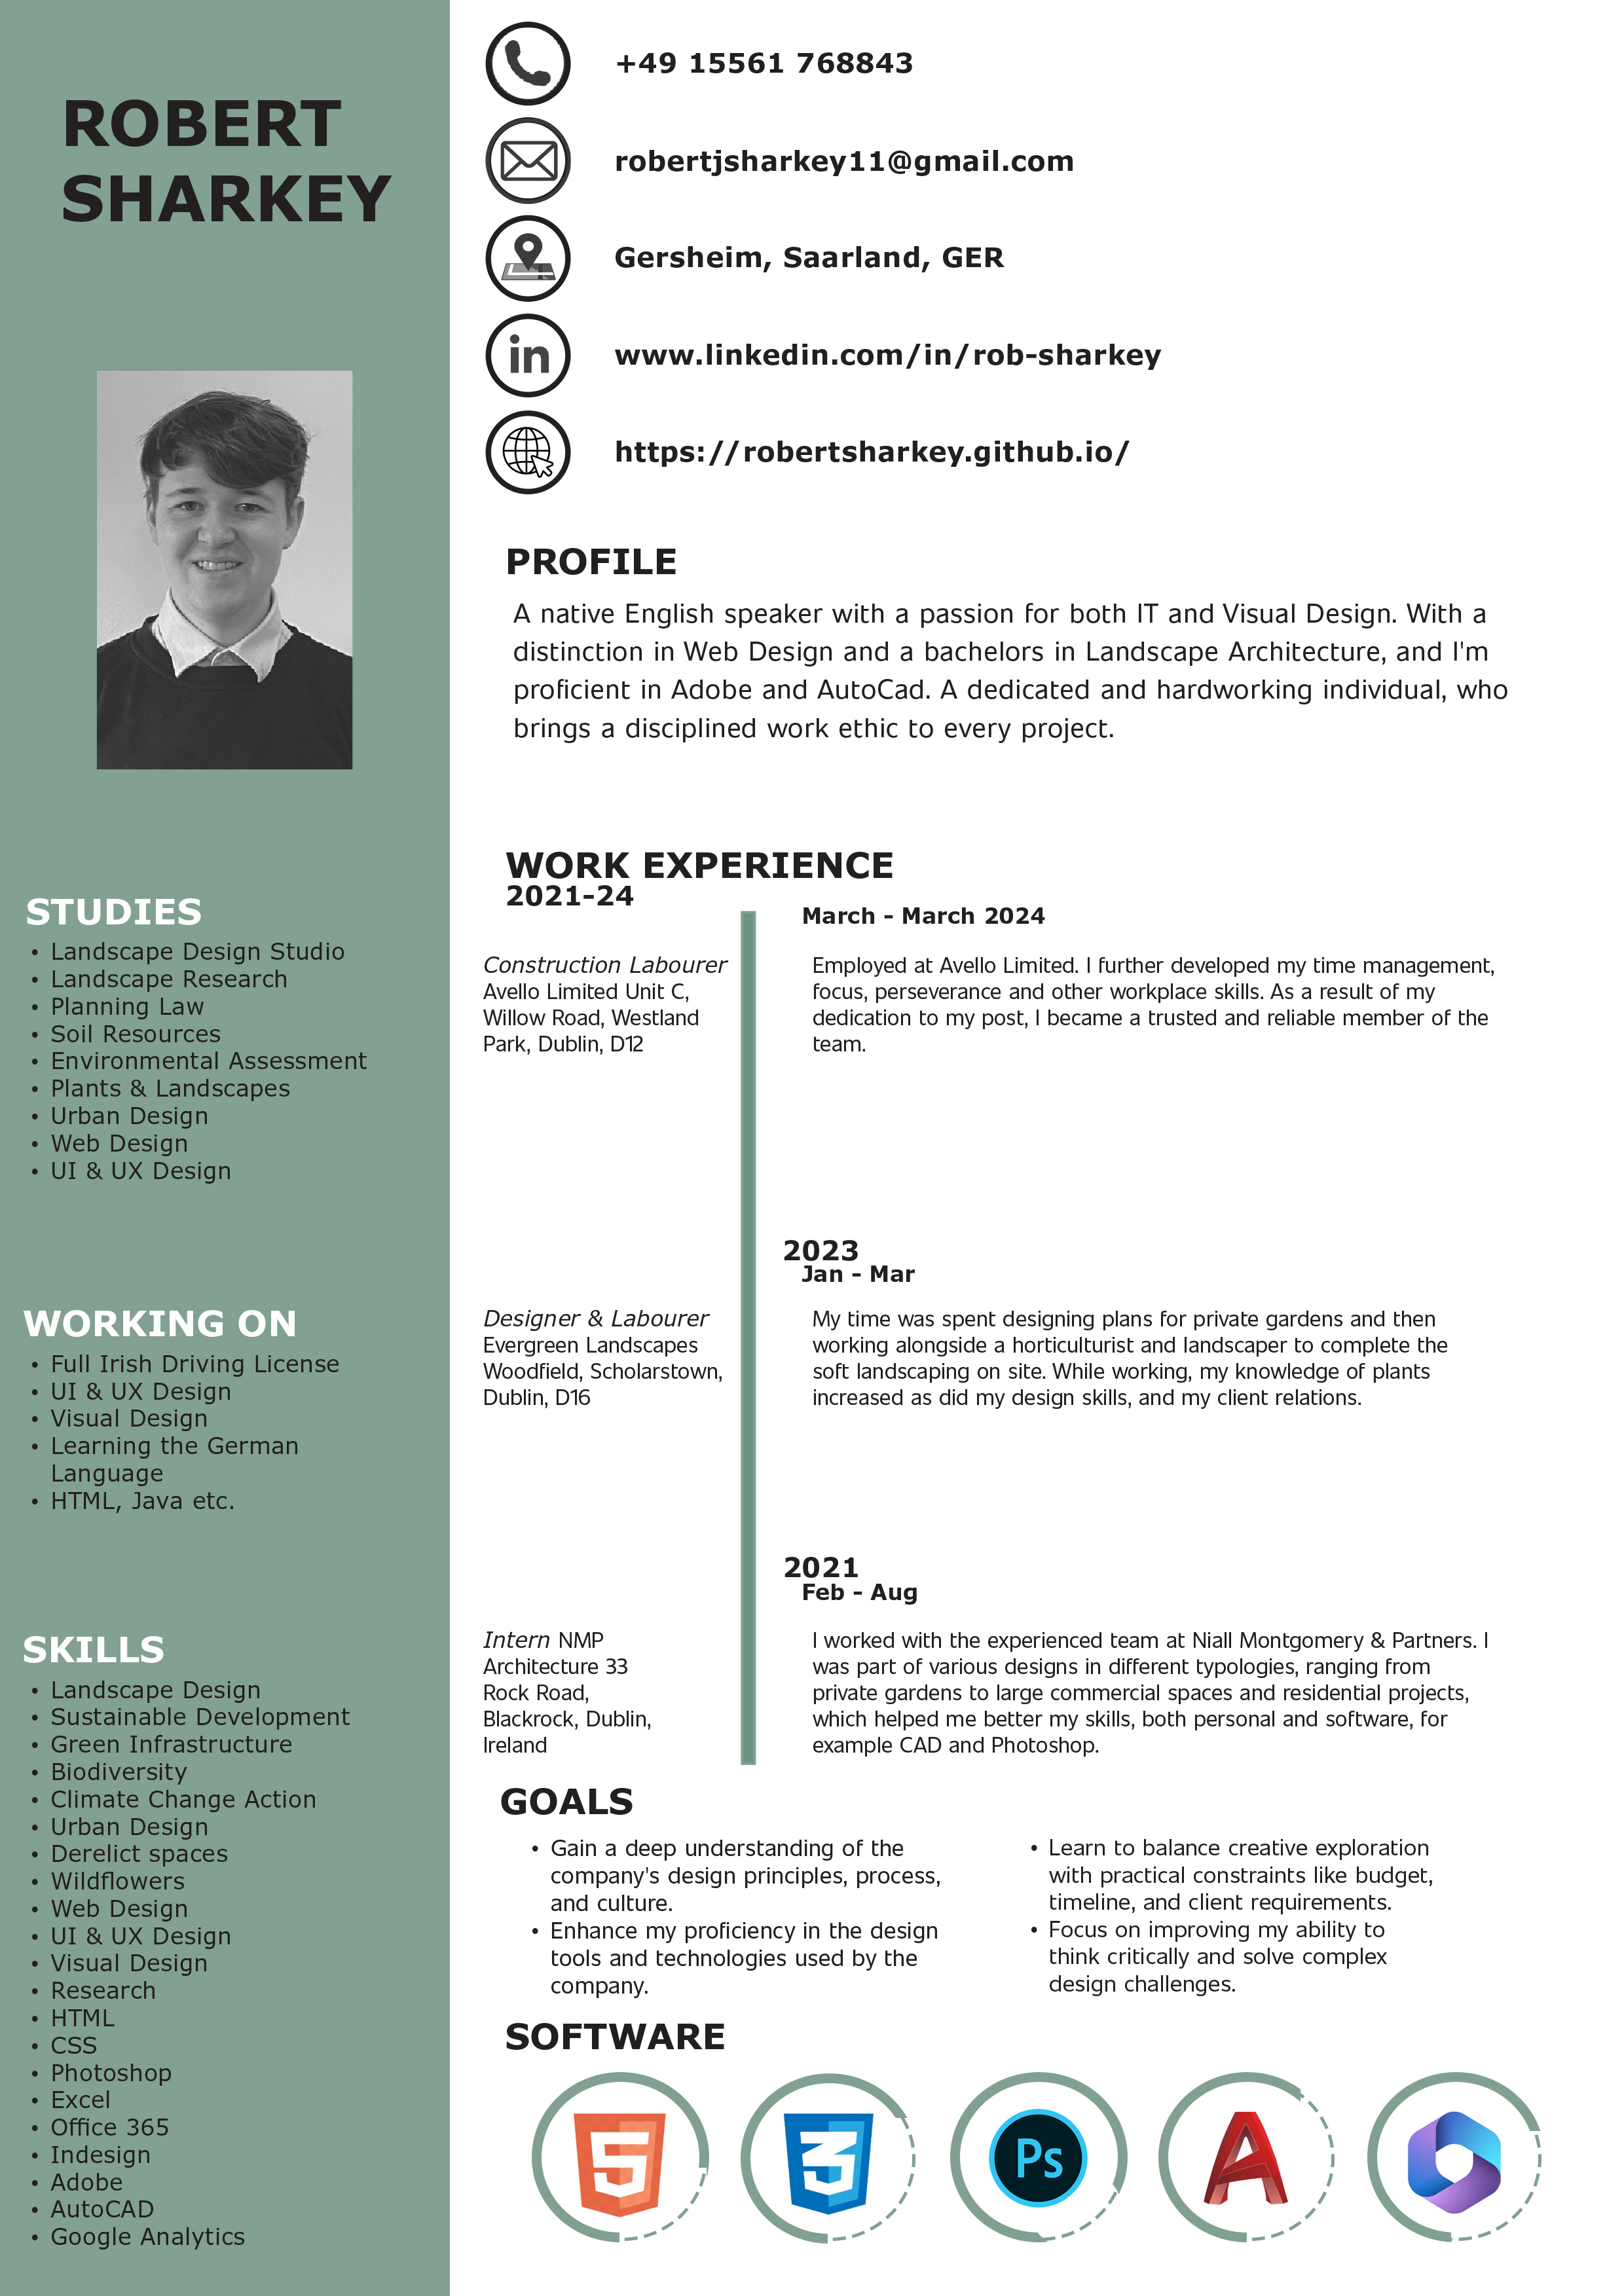 ROBERT
SHARKEY
STUDIES
• Landscape Design Studio
• Landscape Research
• Planning Law
• Soil Resources
• Environmental Assessment
• Plants & Landscapes
• Urban Design
• Web Design
• UI & UX Design
WORKING ON
• Full Irish Driving License
• UI & UX Design
• Visual Design
• Learning the German
Language
• HTML, Java etc.
SKILLS
• Landscape Design
• Sustainable Development
• Green Infrastructure
• Biodiversity
• Climate Change Action
• Urban Design
• Derelict spaces
• Wildflowers
• Web Design
• UI & UX Design
• Visual Design
• Research
• HTML
• CSS
• Photoshop
• Excel
• Office 365
• Indesign
• Adobe
• AutoCAD
• Google Analytics
+49 15561 768843
robertjsharkey11@gmail.com
Gersheim, Saarland, GER
in
www.linkedin.com/in/rob-sharkey
https://robertsharkey.github.io/
PROFILE
A native English speaker with a passion for both IT and Visual Design. With a
distinction in Web Design and a bachelors in Landscape Architecture, and I'm
proficient in Adobe and AutoCad. A dedicated and hardworking individual, who
brings a disciplined work ethic to every project.
WORK EXPERIENCE
2021-24
March – March 2024
Construction Labourer
Avello Limited Unit C,
Willow Road, Westland
Park, Dublin, D12
Employed at Avello Limited. I further developed my time management,
focus, perseverance and other workplace skills. As a result of my
dedication to my post, I became a trusted and reliable member of the
team.
2023
Jan – Mar
Designer & Labourer
Evergreen Landscapes
Woodfield, Scholarstown,
Dublin, D16
My time was spent designing plans for private gardens and then
working alongside a horticulturist and landscaper to complete the
soft landscaping on site. While working, my knowledge of plants
increased as did my design skills, and my client relations.
2021
Feb – Aug
Intern NMP
Architecture 33
Rock Road,
Blackrock, Dublin,
Ireland
I worked with the experienced team at Niall Montgomery & Partners. I
was part of various designs in different typologies, ranging from
private gardens to large commercial spaces and residential projects,
which helped me better my skills, both personal and software, for
example CAD and Photoshop.
GOALS
• Gain a deep understanding of the
company's design principles, process,
and culture.
• Enhance my proficiency in the design
tools and technologies used by the
company.
• Learn to balance creative exploration
with practical constraints like budget,
timeline, and client requirements.
• Focus on improving my ability to
think critically and solve complex
design challenges.
SOFTWARE
5
3
Ps
A